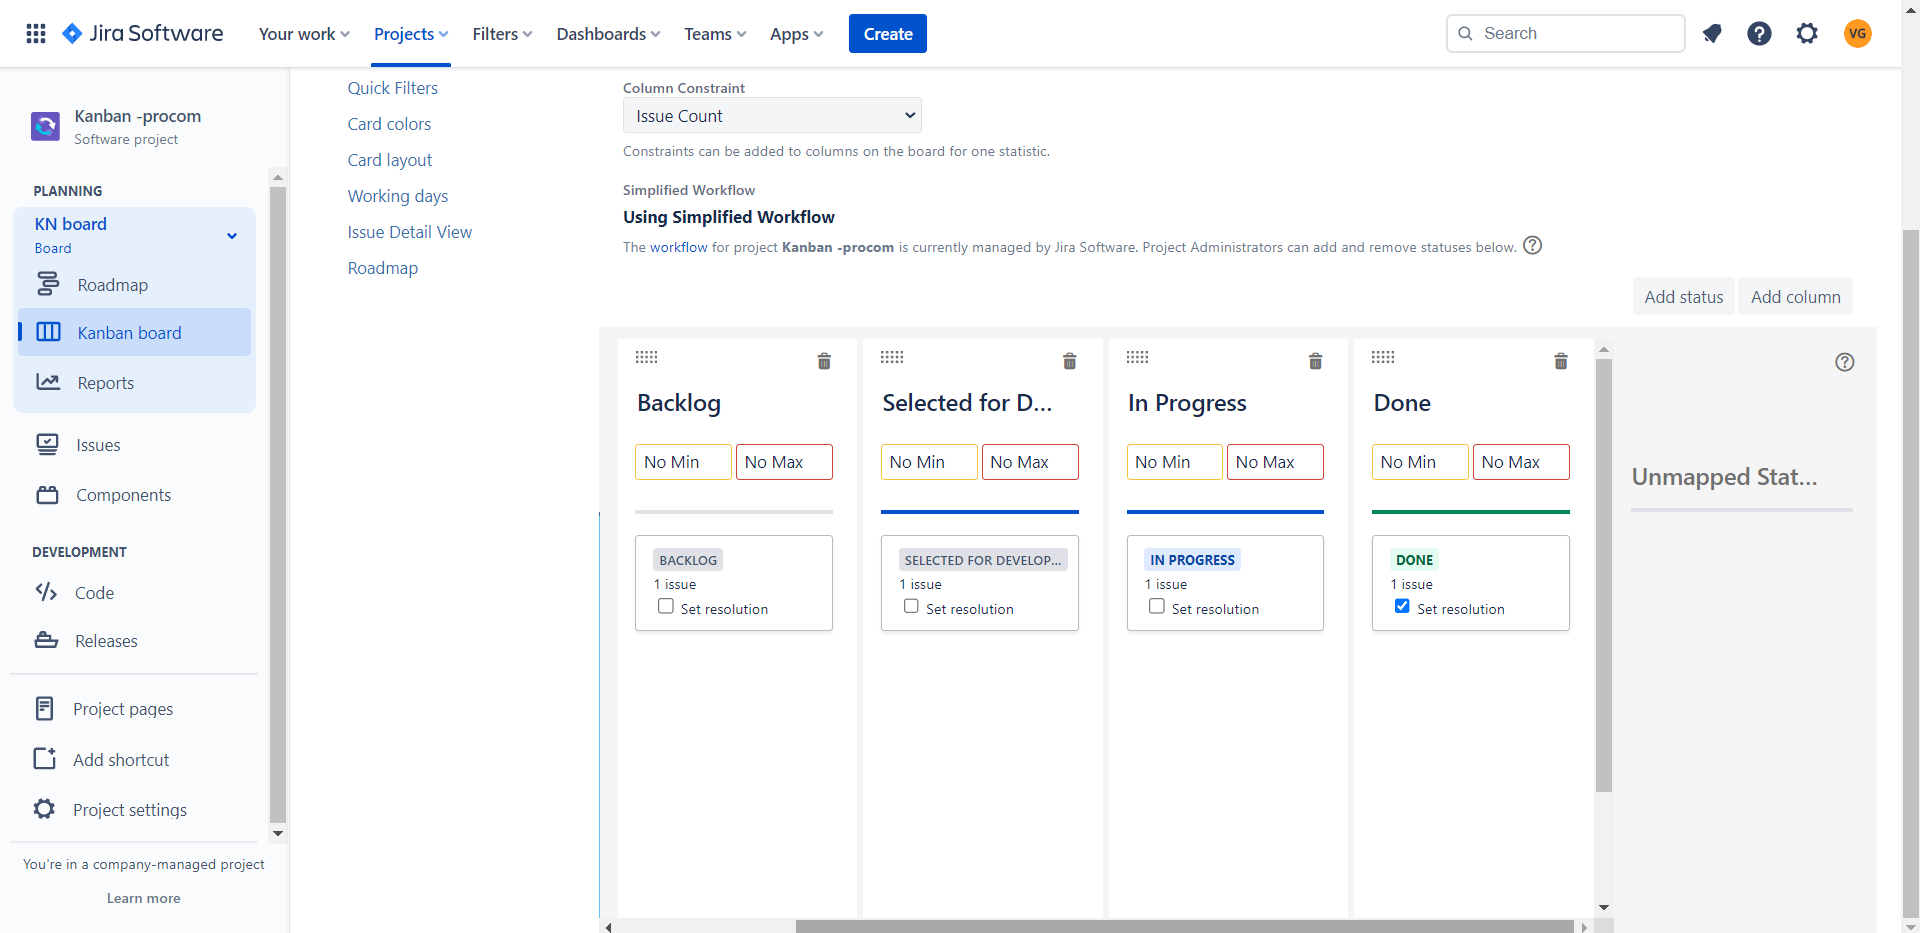 Jira Software
Your work
Projects
Filters
Dashboards
Teams
Apps
Create
Search
VG
Kanban -procom
Software project
PLANNING
KN board
Board
Roadmap
Kanban board
Reports
Issues
Components
DEVELOPMENT
Code
Releases
Project pages
Add shortcut
Project settings
You're in a company-managed project
Learn more
Quick Filters
Card colors
Card layout
Working days
Issue Detail View
Roadmap
Column Constraint
Issue Count
Constraints can be added to columns on the board for one statistic.
Simplified Workflow
Using Simplified Workflow
The workflow for project Kanban -procom is currently managed by Jira Software. Project Administrators can add and remove statuses below.
Add status
Add column
Backlog
No Min
No Max
BACKLOG
1 issue
Set resolution
Selected for D...
No Min
No Max
SELECTED FOR DEVELOP...
1 issue
Set resolution
In Progress
No Min
No Max
IN PROGRESS
1 issue
Set resolution
Done
No Min
No Max
DONE
1 issue
Set resolution
Unmapped Stat...